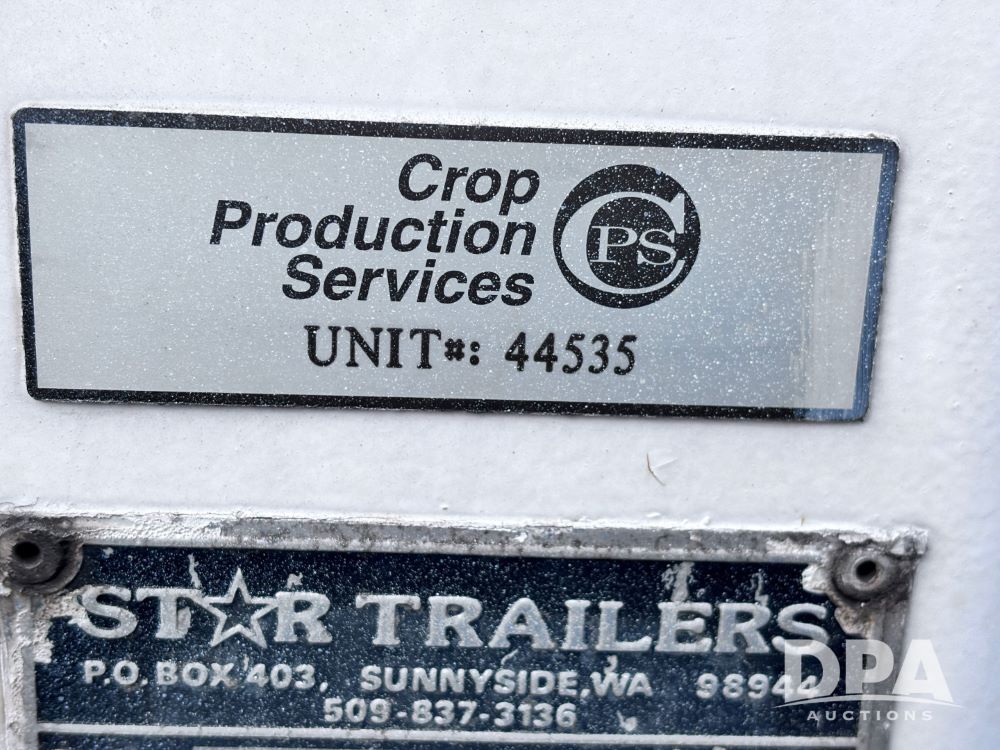 Crop
Production
Services
CPS
UNIT#: 44535
STAR TRAILERS
P.O. BOX 403, SUNNYSIDE, WA 98944
509-837-3136
DPA
AUCTIONS